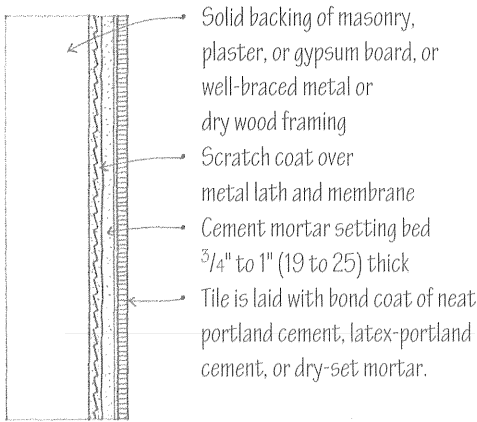 Solid backing of masonry,
plaster, or gypsum board, or
well-braced metal or
dry wood framing
Scratch coat over
metal lath and membrane
Cement mortar setting bed
3/4" to 1" (19 to 25) thick
Tile is laid with bond coat of neat
portland cement, latex-portland
cement, or dry-set mortar.